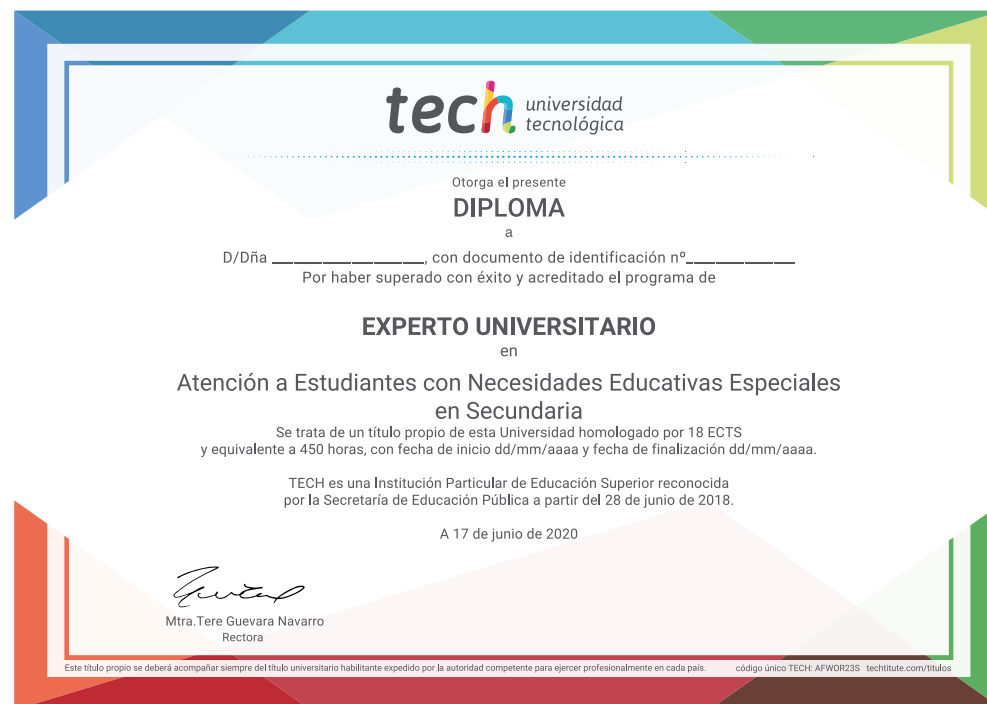 tech universidad
tecnológica
Otorga el presente
DIPLOMA
a
D/Dña ______________, con documento de identificación nº__________
Por haber superado con éxito y acreditado el programa de
EXPERTO UNIVERSITARIO
en
Atención a Estudiantes con Necesidades Educativas Especiales
en Secundaria
Se trata de un título propio de esta Universidad homologado por 18 ECTS
y equivalente a 450 horas, con fecha de inicio dd/mm/aaaa y fecha de finalización dd/mm/aaaa.
TECH es una Institución Particular de Educación Superior reconocida
por la Secretaría de Educación Pública a partir del 28 de junio de 2018.
A 17 de junio de 2020
Mtra.Tere Guevara Navarro
Rectora
Este título propio se deberá acompañar siempre del título universitario habilitante expedido por la autoridad competente para ejercer profesionalmente en cada país. código único TECH: AFWOR23S techtitute.com/titulos